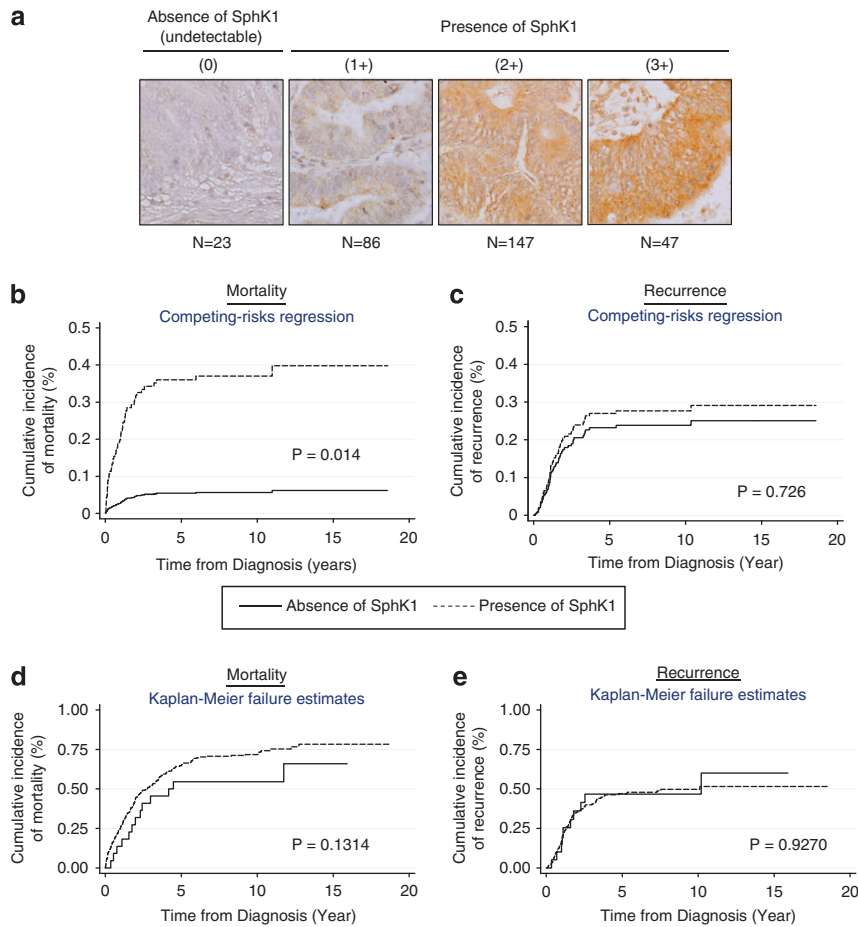 a
Absence of SphK1
(undetectable)
Presence of SphK1
(0)
(1+)
(2+)
(3+)
N=23
N=86
N=147
N=47
b
Mortality
Competing-risks regression
Cumulative incidence
of mortality (%)
0.5
0.4
0.3
0.2
0.1
0
P = 0.014
0
5
10
15
20
Time from Diagnosis (years)
c
Recurrence
Competing-risks regression
Cumulative incidence
of recurrence (%)
0.5
0.4
0.3
0.2
0.1
0
P = 0.726
0
5
10
15
20
Time from Diagnosis (Year)
Absence of SphK1
Presence of SphK1
d
Mortality
Kaplan-Meier failure estimates
Cumulative incidence
of mortality (%)
1.00
0.75
0.50
0.25
0.00
P = 0.1314
0
5
10
15
20
Time from Diagnosis (Year)
e
Recurrence
Kaplan-Meier failure estimates
Cumulative incidence
of recurrence (%)
1.00
0.75
0.50
0.25
0.00
P = 0.9270
0
5
10
15
20
Time from Diagnosis (Year)